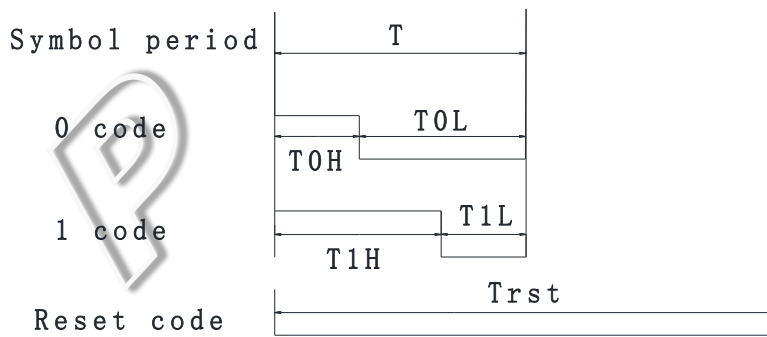 Symbol period
T
0 code
T0H
T0L
1 code
T1H
T1L
Reset code
Trst